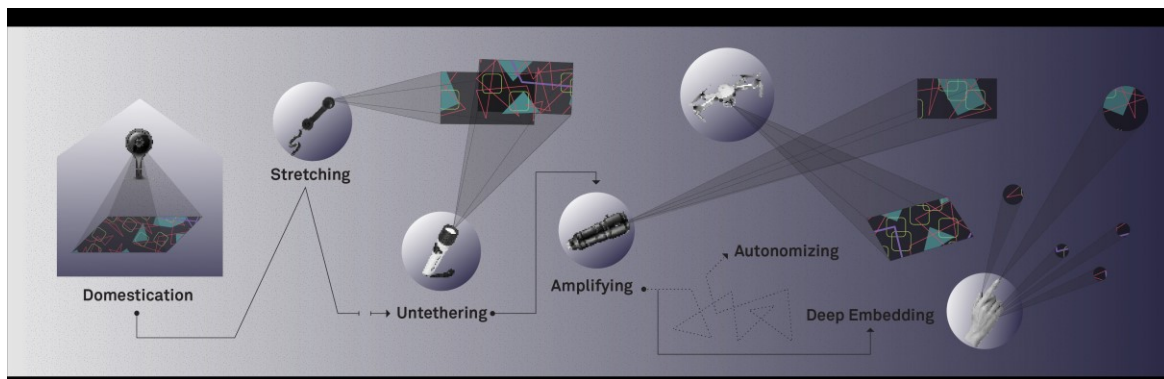 Domestication
Stretching
Untethering
Amplifying
Autonomizing
Deep Embedding